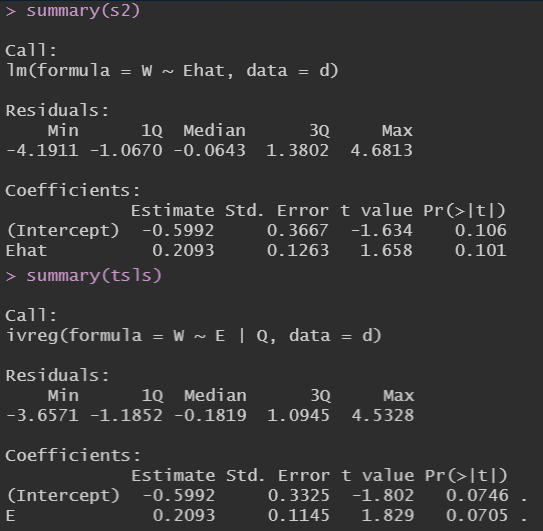 > summary(s2)
Call:
lm(formula = W ~ Ehat, data = d)
Residuals:
    Min      1Q  Median      3Q     Max
-4.1911 -1.0670 -0.0643  1.3802  4.6813
Coefficients:
            Estimate Std. Error t value Pr(>|t|)
(Intercept)  -0.5992     0.3667  -1.634    0.106
Ehat          0.2093     0.1263   1.658    0.101
> summary(tsls)
Call:
ivreg(formula = W ~ E | Q, data = d)
Residuals:
    Min      1Q  Median      3Q     Max
-3.6571 -1.1852 -0.1819  1.0945  4.5328
Coefficients:
            Estimate Std. Error t value Pr(>|t|)
(Intercept)  -0.5992     0.3325  -1.802   0.0746 .
E             0.2093     0.1145   1.829   0.0705 .